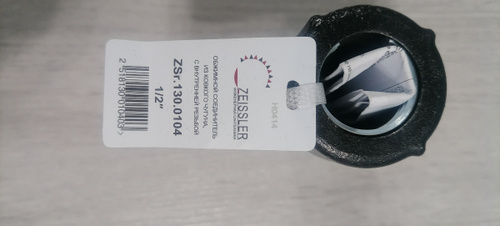 H0414
ZEISSLER
ОБЖИМНОЙ СОЕДИНИТЕЛЬ
ИЗ КОВКОГО ЧУГУНА
С ВНУТРЕННЕЙ РЕЗЬБОЙ
ZSr.130.0104
1/2"
2 518130 010403 >